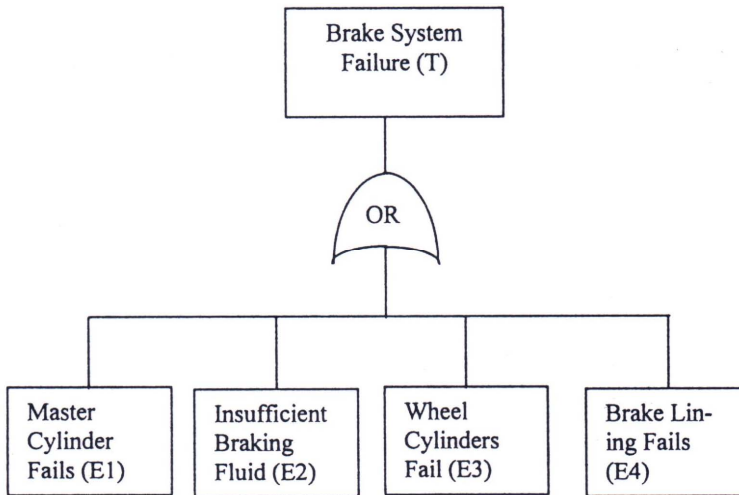 Brake System
Failure (T)
OR
Master
Cylinder
Fails (E1)
Insufficient
Braking
Fluid (E2)
Wheel
Cylinders
Fail (E3)
Brake Lin-
ing Fails
(E4)